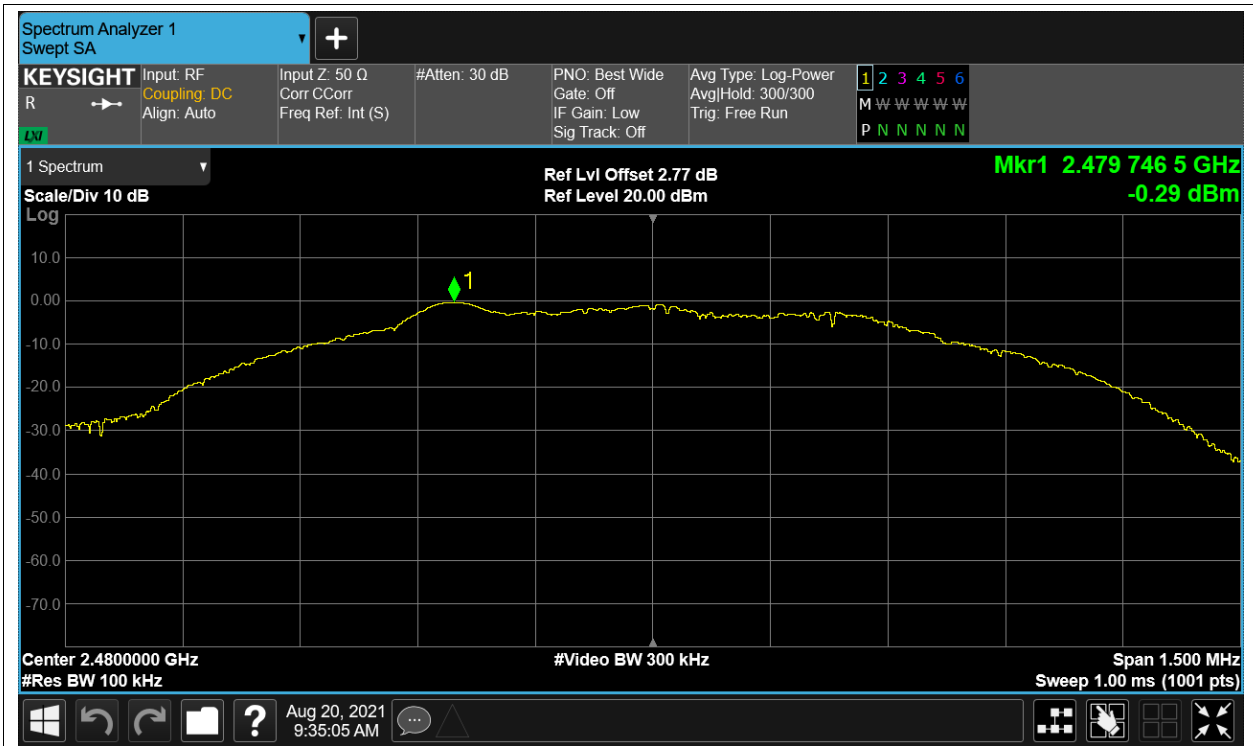 Spectrum Analyzer 1
Swept SA
KEYSIGHT
R
LXI
Input: RF
Coupling: DC
Align: Auto
Input Z: 50 Ω
Corr CCorr
Freq Ref: Int (S)
#Atten: 30 dB
PNO: Best Wide
Gate: Off
IF Gain: Low
Sig Track: Off
Avg Type: Log-Power
Avg|Hold: 300/300
Trig: Free Run
1 2 3 4 5 6
M W W W W W
P N N N N N
1 Spectrum
Scale/Div 10 dB
Log
Ref Lvl Offset 2.77 dB
Ref Level 20.00 dBm
Mkr1 2.479 746 5 GHz
-0.29 dBm
1
10.0
0.00
-10.0
-20.0
-30.0
-40.0
-50.0
-60.0
-70.0
Center 2.4800000 GHz
#Res BW 100 kHz
#Video BW 300 kHz
Span 1.500 MHz
Sweep 1.00 ms (1001 pts)
?
Aug 20, 2021
9:35:05 AM